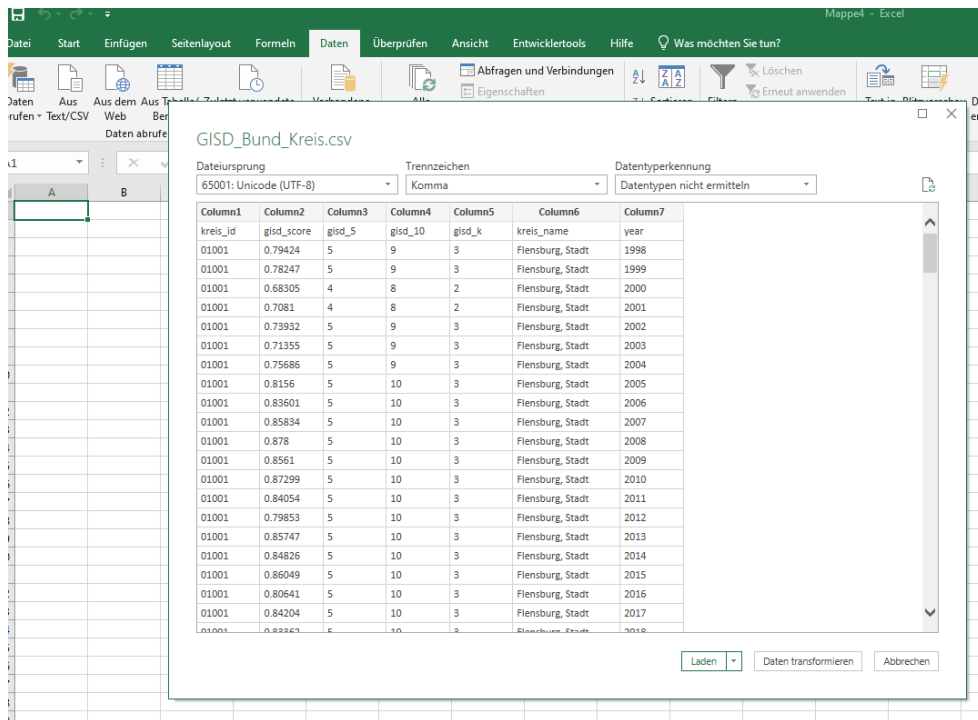 Mappe4 - Excel
Datei Start Einfügen Seitenlayout Formeln Daten Überprüfen Ansicht Entwicklertools Hilfe Was möchten Sie tun?
Abfragen und Verbindungen
Eigenschaften
Löschen
Erneut anwenden
Daten Aus Aus dem Aus
Text/CSV Web
Daten abrufe
A1
A B
GISD_Bund_Kreis.csv
Dateiursprung Trennzeichen Datentyperkennung
65001: Unicode (UTF-8) Komma Datentypen nicht ermitteln
Column1 Column2 Column3 Column4 Column5 Column6 Column7
kreis_id gisd_score gisd_5 gisd_10 gisd_k kreis_name year
01001 0.79424 5 9 3 Flensburg, Stadt 1998
01001 0.78247 5 9 3 Flensburg, Stadt 1999
01001 0.68305 4 8 2 Flensburg, Stadt 2000
01001 0.7081 4 8 2 Flensburg, Stadt 2001
01001 0.73932 5 9 3 Flensburg, Stadt 2002
01001 0.71355 5 9 3 Flensburg, Stadt 2003
01001 0.75686 5 9 3 Flensburg, Stadt 2004
01001 0.8156 5 10 3 Flensburg, Stadt 2005
01001 0.83601 5 10 3 Flensburg, Stadt 2006
01001 0.85834 5 10 3 Flensburg, Stadt 2007
01001 0.878 5 10 3 Flensburg, Stadt 2008
01001 0.8561 5 10 3 Flensburg, Stadt 2009
01001 0.87299 5 10 3 Flensburg, Stadt 2010
01001 0.84054 5 10 3 Flensburg, Stadt 2011
01001 0.79853 5 10 3 Flensburg, Stadt 2012
01001 0.85747 5 10 3 Flensburg, Stadt 2013
01001 0.84826 5 10 3 Flensburg, Stadt 2014
01001 0.86049 5 10 3 Flensburg, Stadt 2015
01001 0.80641 5 10 3 Flensburg, Stadt 2016
01001 0.84204 5 10 3 Flensburg, Stadt 2017
01001 0.83362 5 10 3 Flensburg, Stadt 2018
Laden Daten transformieren Abbrechen